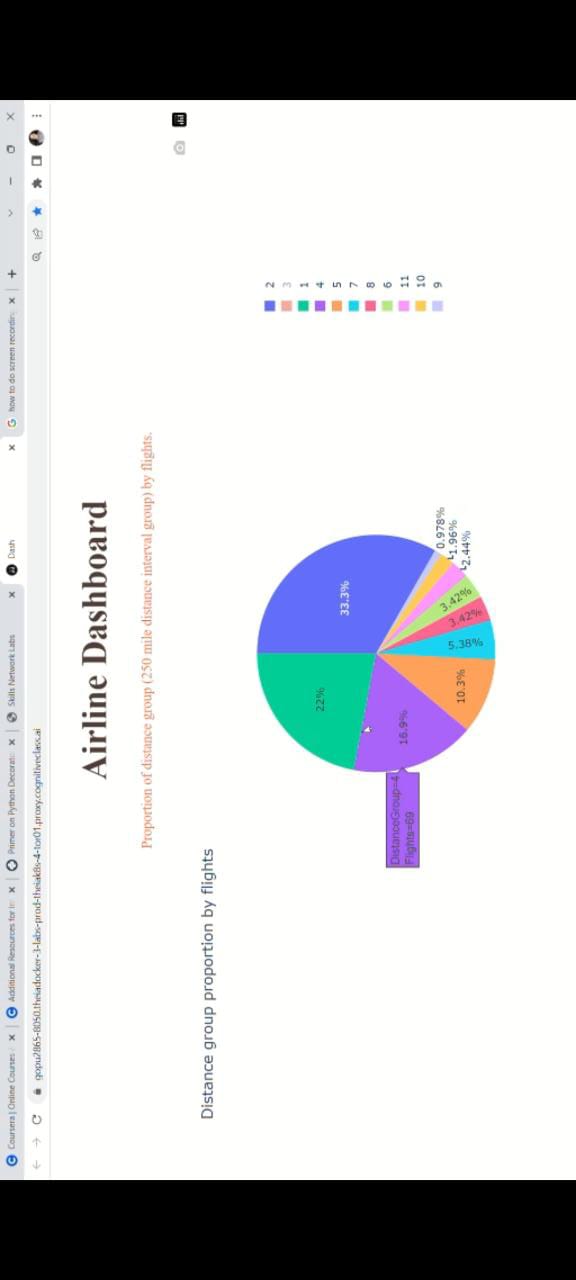 Coursera | Online Courses
Additional Resources for
Primer on Python Decorat
Skills Network Labs
Dash
how to do screen recording
gopu2865-8050.theiadocker-3-labs-prod-theiak8s-4-tor01.proxy.cognitiveclass.ai
Airline Dashboard
Proportion of distance group (250 mile distance interval group) by flights.
Distance group proportion by flights
33.3%
22%
16.9%
10.3%
5.38%
3.42%
3.42%
2.44%
1.96%
0.978%
DistanceGroup=4
Flights=69
2
3
1
4
5
7
8
6
11
10
9